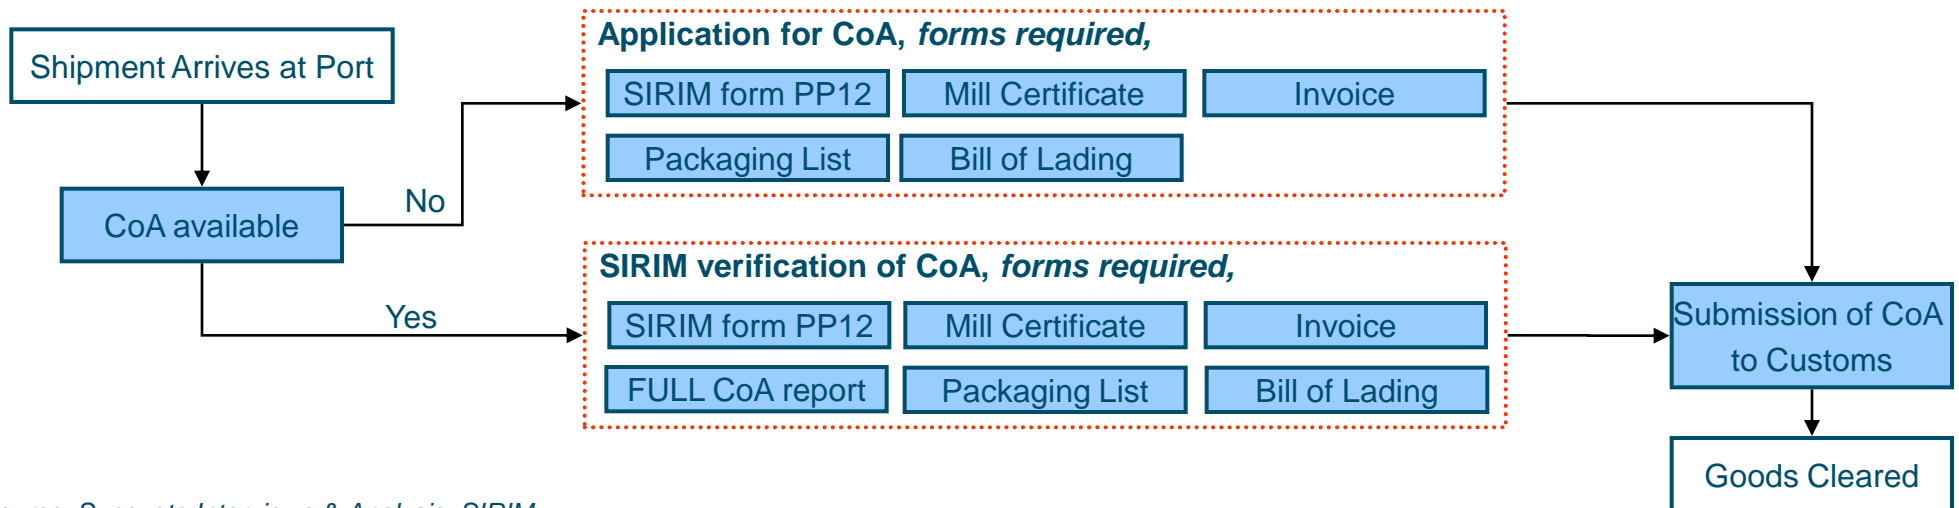 Shipment Arrives at Port
CoA available
No
Yes
Application for CoA, forms required,
SIRIM form PP12
Mill Certificate
Invoice
Packaging List
Bill of Lading
SIRIM verification of CoA, forms required,
SIRIM form PP12
Mill Certificate
Invoice
FULL CoA report
Packaging List
Bill of Lading
Submission of CoA
to Customs
Goods Cleared